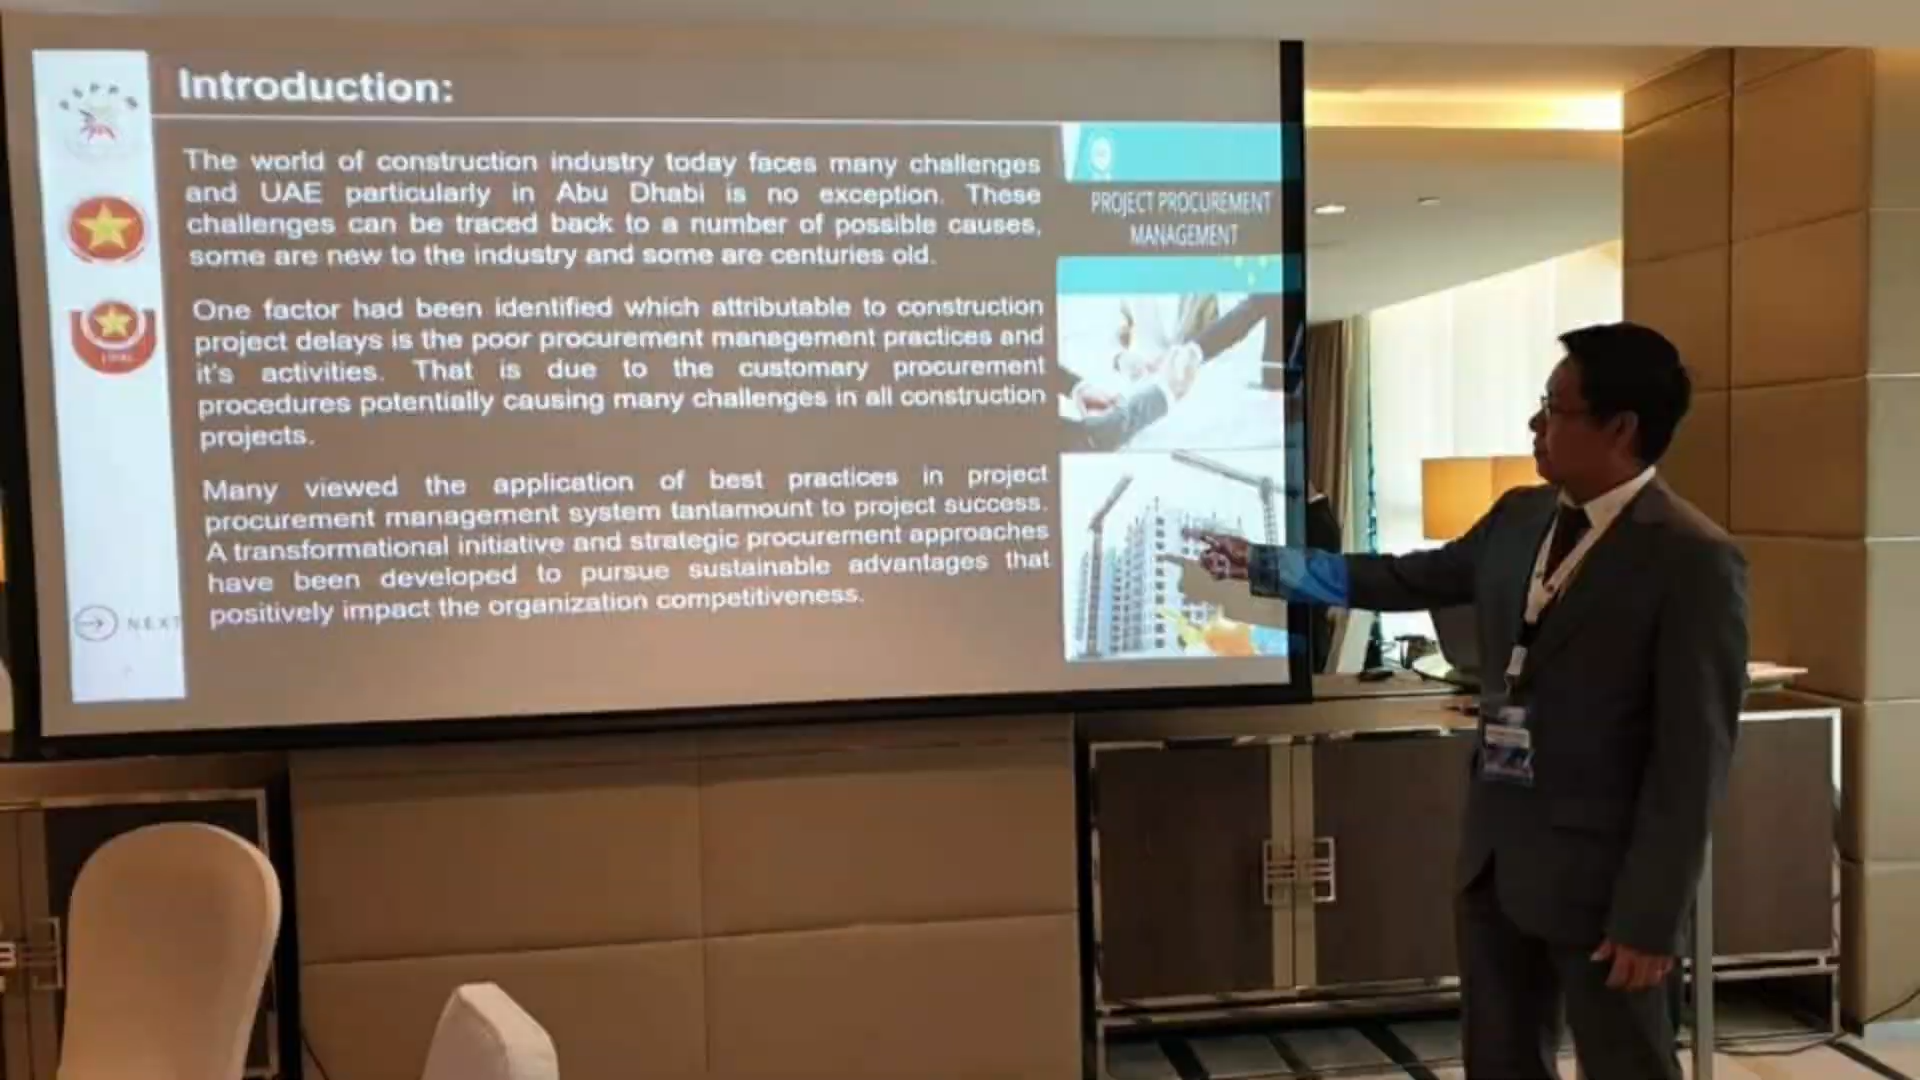 Introduction:
The world of construction industry today faces many challenges
and UAE particularly in Abu Dhabi is no exception. These
challenges can be traced back to a number of possible causes,
some are new to the industry and some are centuries old.
One factor had been identified which attributable to construction
project delays is the poor procurement management practices and
it's activities. That is due to the customary procurement
procedures potentially causing many challenges in all construction
projects.
Many viewed the application of best practices in project
procurement management system tantamount to project success.
A transformational initiative and strategic procurement approaches
have been developed to pursue sustainable advantages that
positively impact the organization competitiveness.
PROJECT PROCUREMENT
MANAGEMENT
NEXT